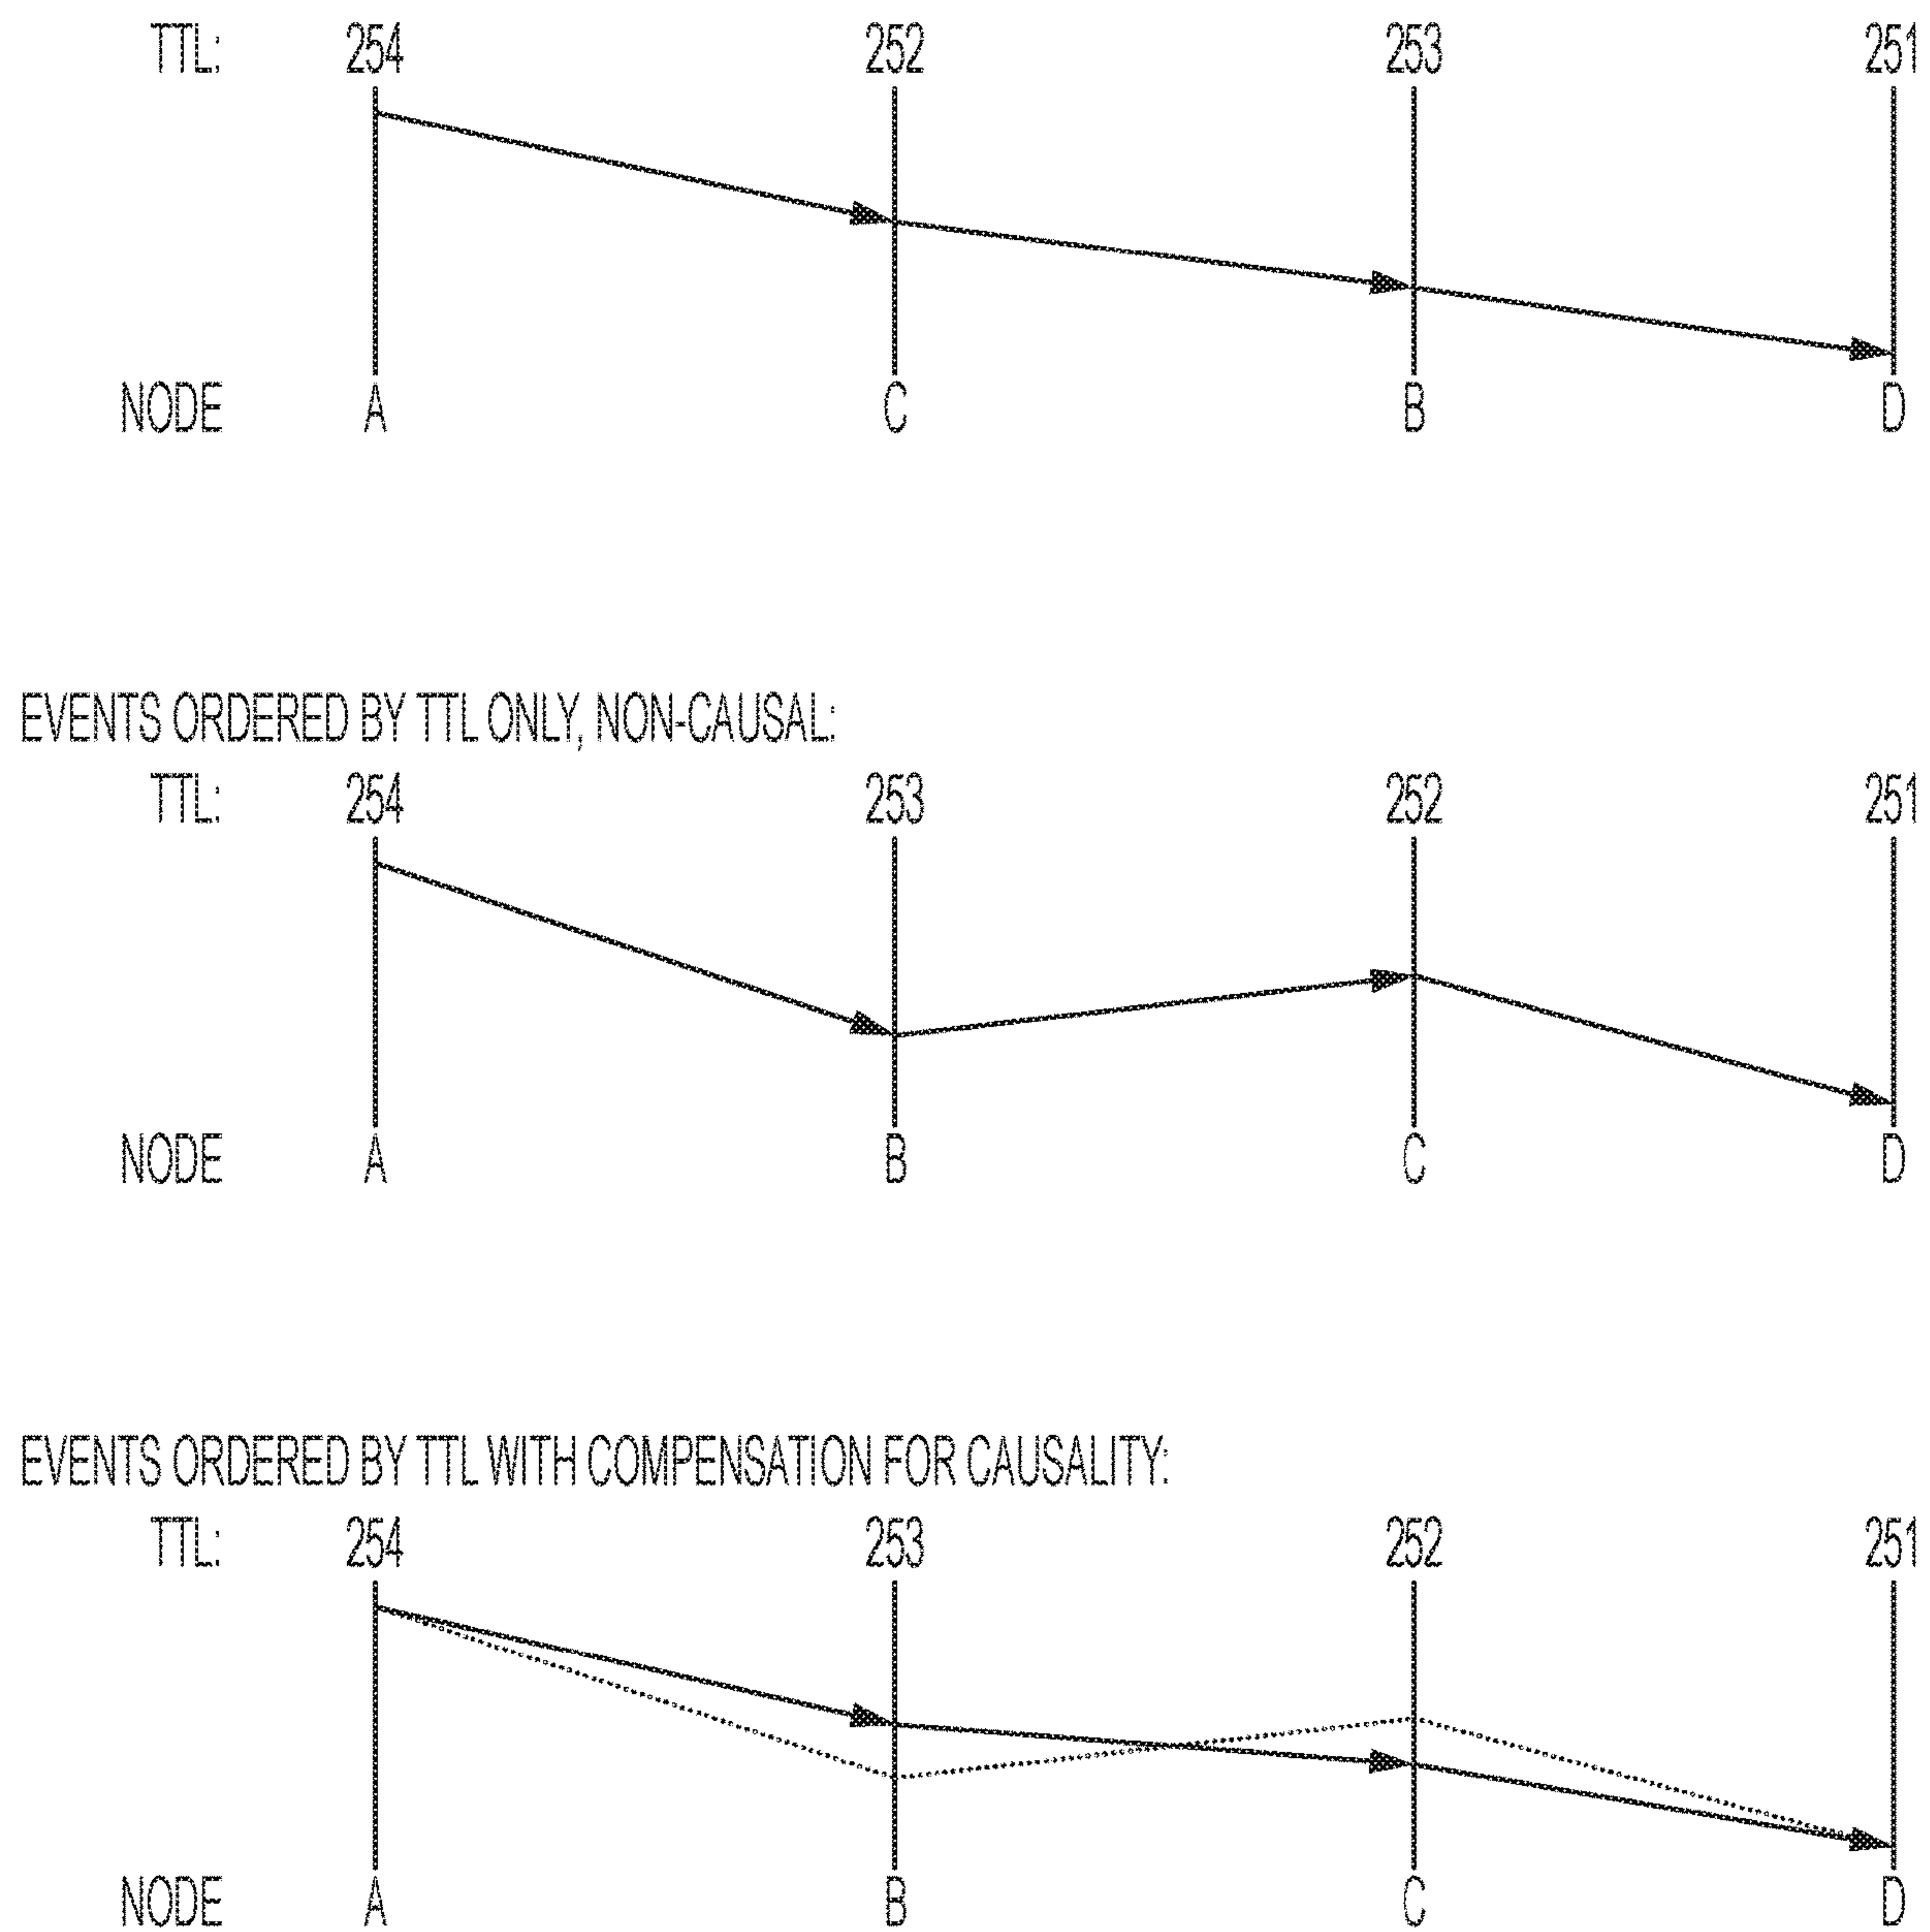 TTL: 254 252 253 251
NODE A C B D
EVENTS ORDERED BY TTL ONLY, NON-CAUSAL:
TTL: 254 253 252 251
NODE A B C D
EVENTS ORDERED BY TTL WITH COMPENSATION FOR CAUSALITY:
TTL: 254 253 252 251
NODE A B C D